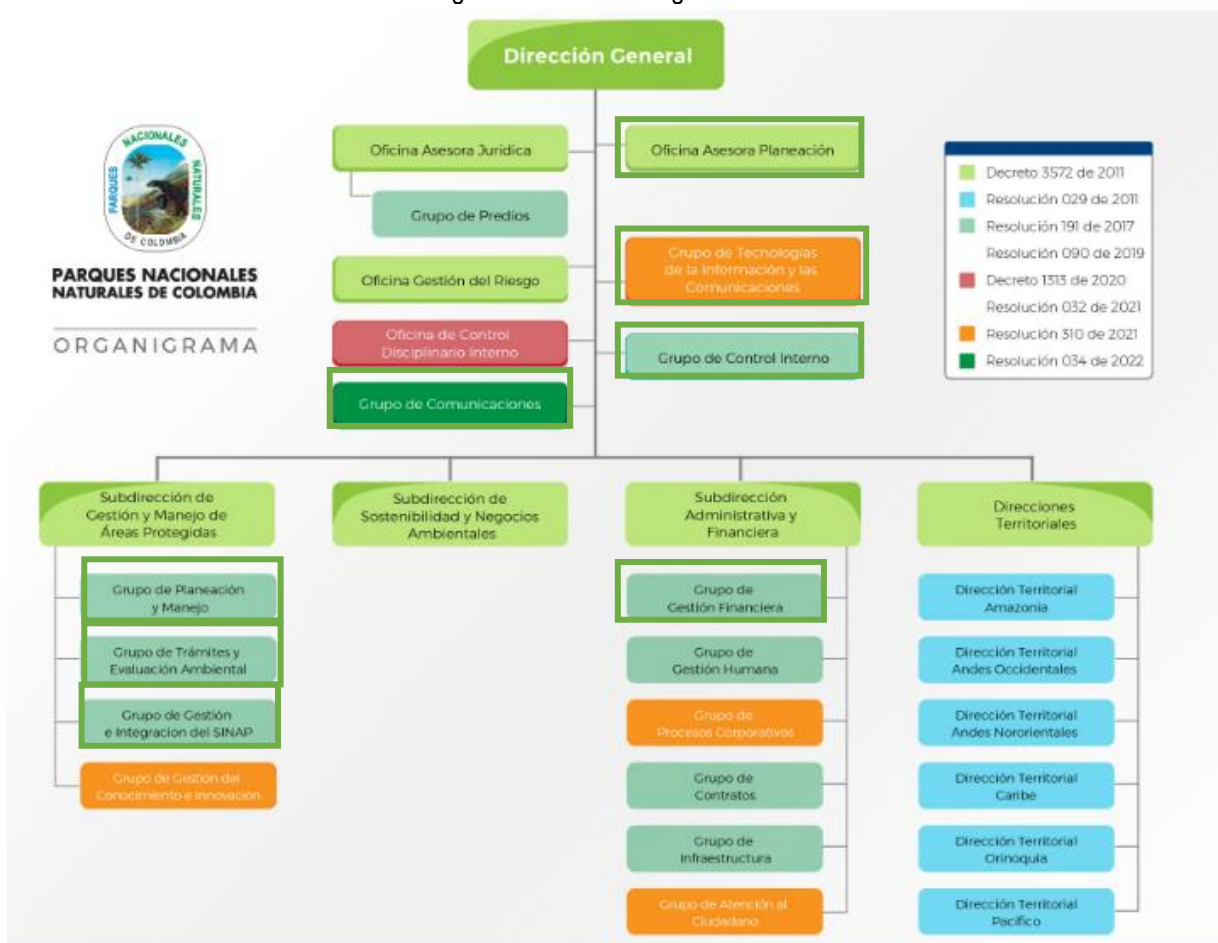 Dirección General
NACIONALES
PARQUES
NATURALES
DE COLOMBIA
PARQUES NACIONALES
NATURALES DE COLOMBIA
ORGANIGRAMA
Oficina Asesora Jurídica
Oficina Asesora Planeación
Grupo de Predios
Grupo de Tecnologías
de la Información y las
Comunicaciones
Oficina Gestión del Riesgo
Oficina de Control
Disciplinario Interno
Grupo de Control Interno
Grupo de Comunicaciones
Decreto 3572 de 2011
Resolución 029 de 2011
Resolución 191 de 2017
Resolución 090 de 2019
Decreto 1313 de 2020
Resolución 032 de 2021
Resolución 310 de 2021
Resolución 034 de 2022
Subdirección de
Gestión y Manejo de
Áreas Protegidas
Grupo de Planeación
y Manejo
Grupo de Trámites y
Evaluación Ambiental
Grupo de Gestión
e Integracion del SINAP
Grupo de Gestión del
Conocimiento e Innovación
Subdirección de
Sostenibilidad y Negocios
Ambientales
Subdirección
Administrativa y
Financiera
Grupo de
Gestión Financiera
Grupo de
Gestión Humana
Grupo de
Procesos Corporativos
Grupo de
Contratos
Grupo de
Infraestructura
Grupo de Atención al
Ciudadano
Direcciones
Territoriales
Dirección Territorial
Amazonia
Dirección Territorial
Andes Occidentales
Dirección Territorial
Andes Nororientales
Dirección Territorial
Caribe
Dirección Territorial
Orinoquia
Dirección Territorial
Pacífico